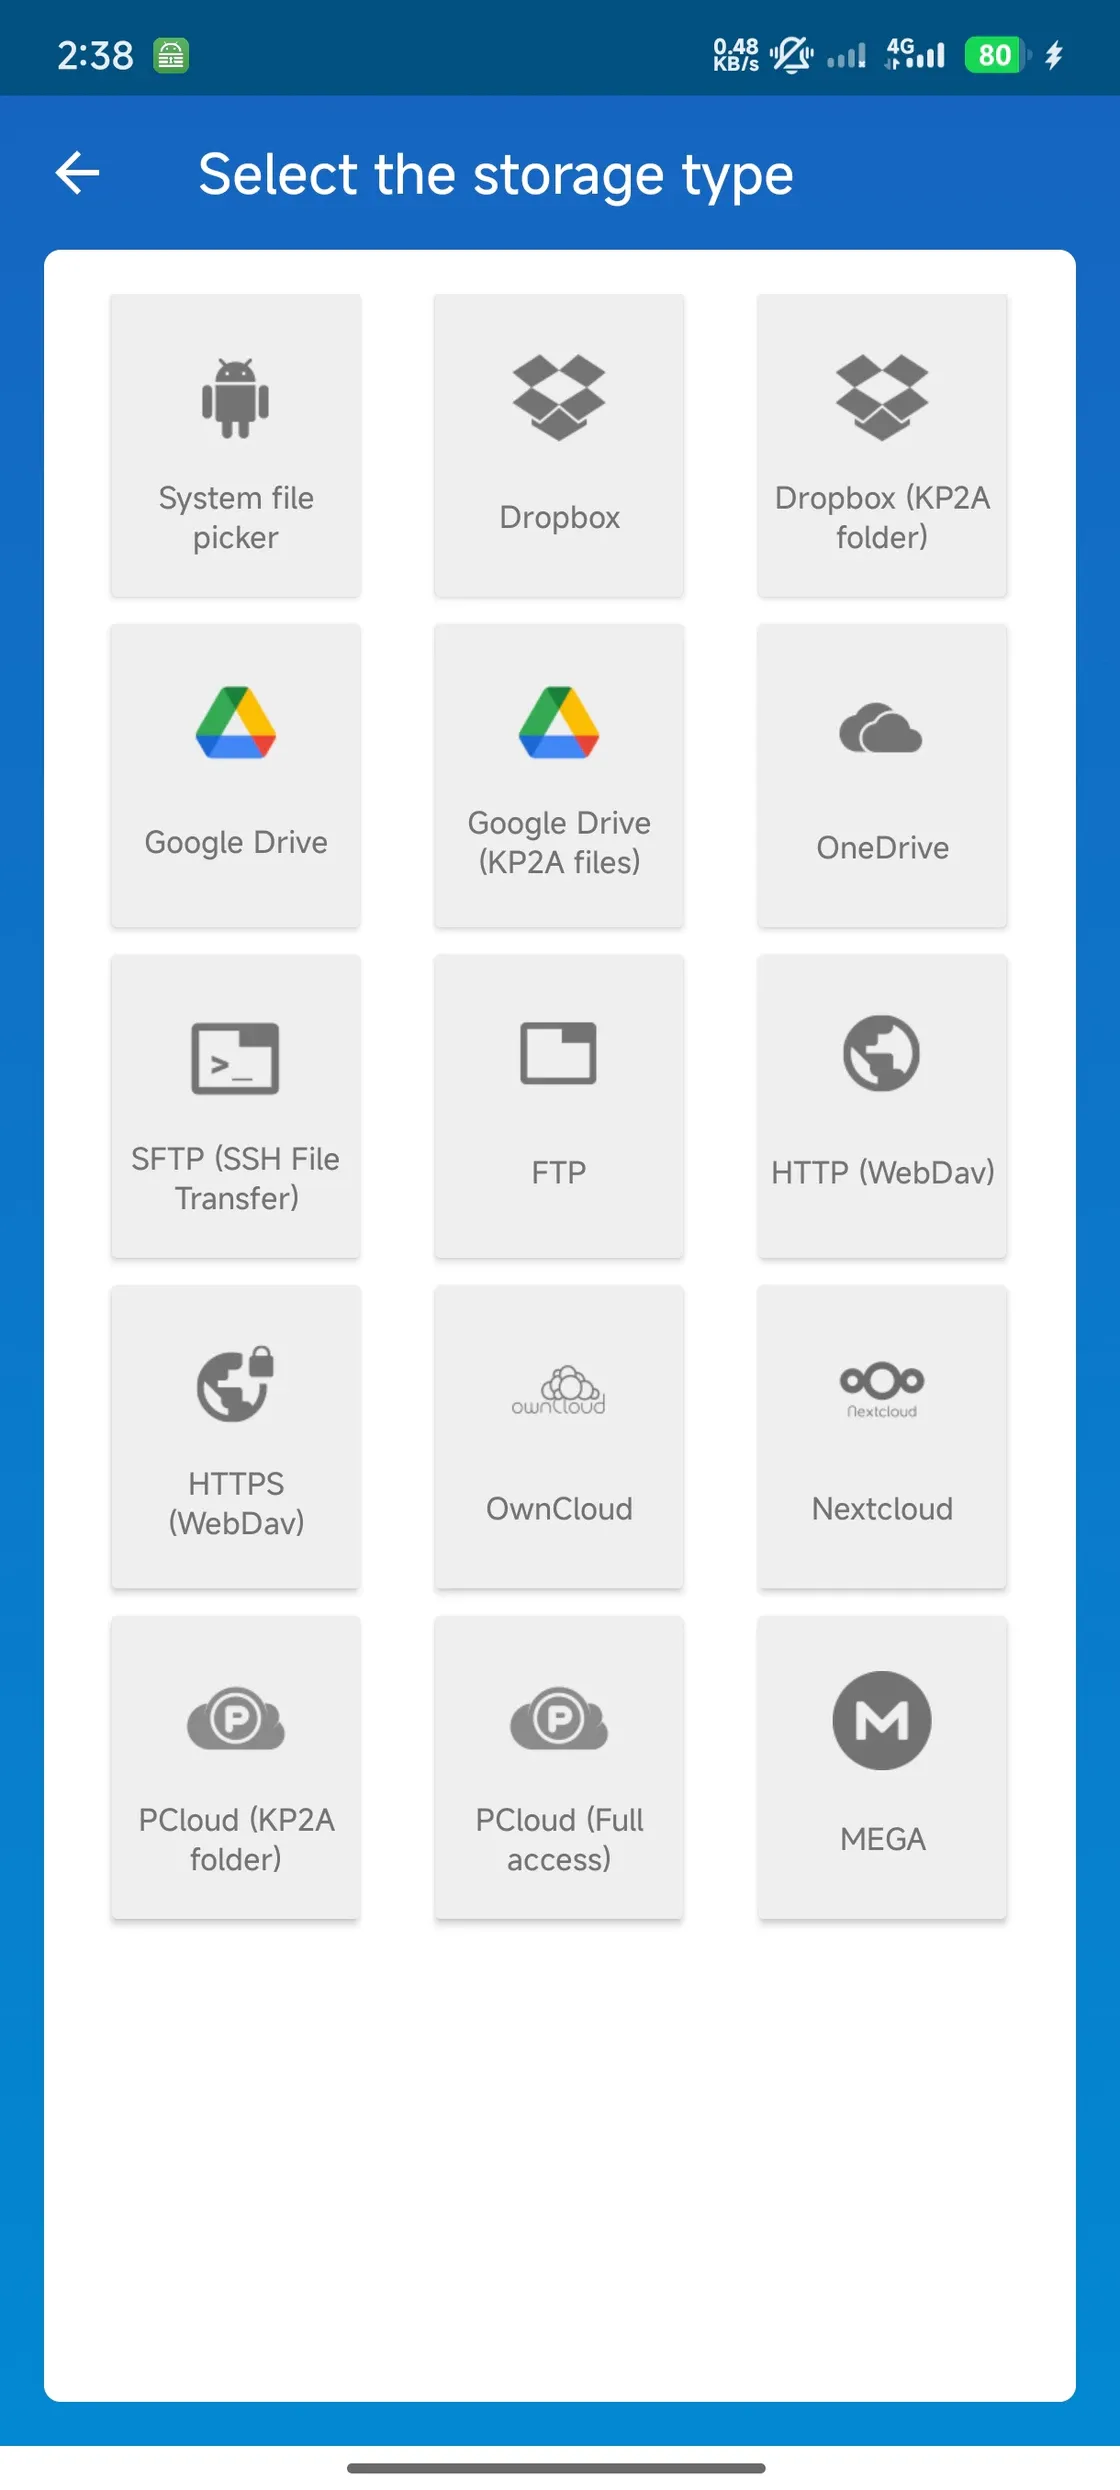 2:38
0.48
KB/s
4G
80
Select the storage type
System file
picker
Dropbox
Dropbox (KP2A
folder)
Google Drive
Google Drive
(KP2A files)
OneDrive
>_
SFTP (SSH File
Transfer)
FTP
HTTP (WebDav)
HTTPS
(WebDav)
ownCloud
OwnCloud
Nextcloud
Nextcloud
P
PCloud (KP2A
folder)
P
PCloud (Full
access)
M
MEGA